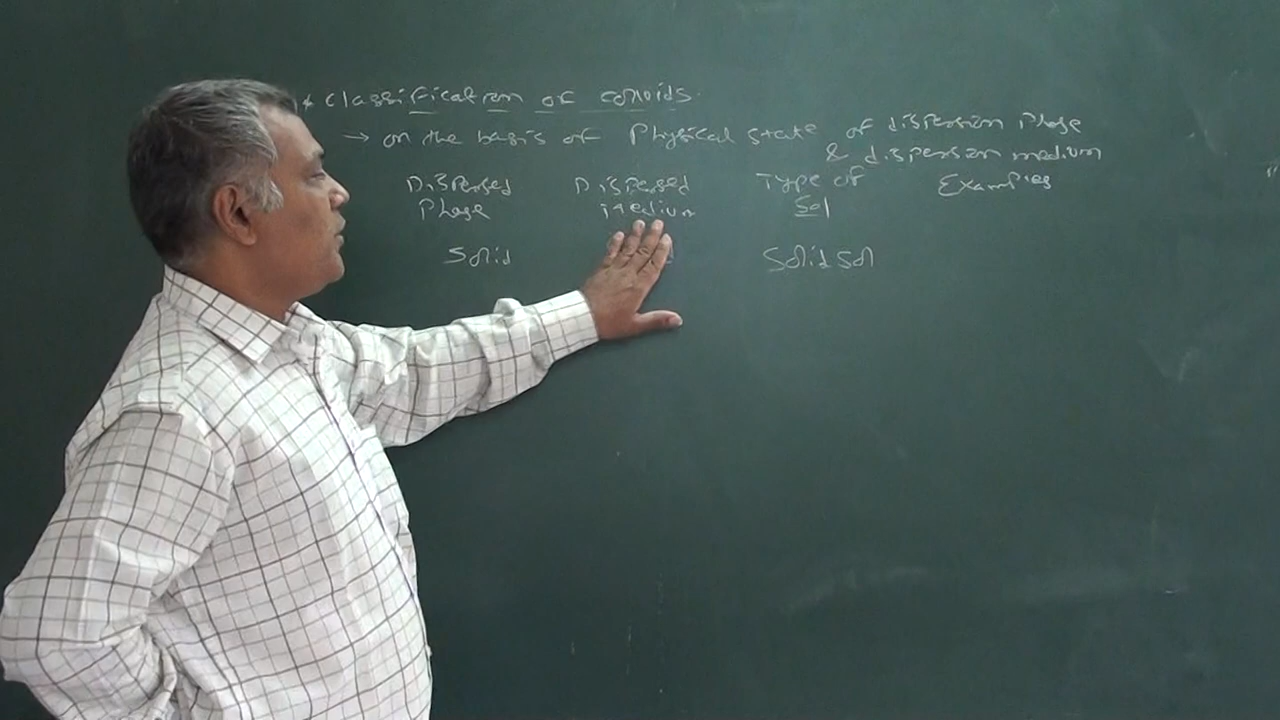 * Classification of colloids.
→ on the basis of Physical state of dispersion Phase
& dispersion medium
Dispersed Dispersed Type of Examples
Phase medium Sol
Solid Solid Sol